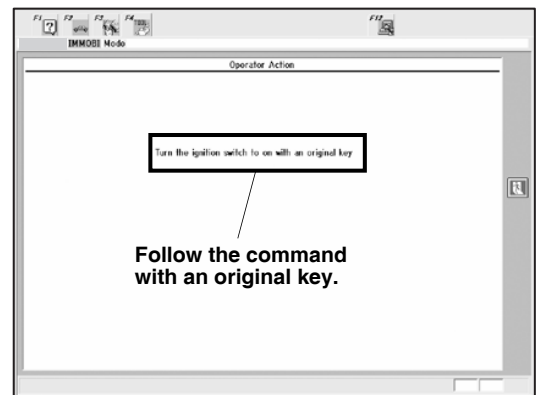 F1 F2 F3 F4 F12
IMMOBI Mode
Operator Action
Turn the ignition switch to on with an original key
Follow the command
with an original key.